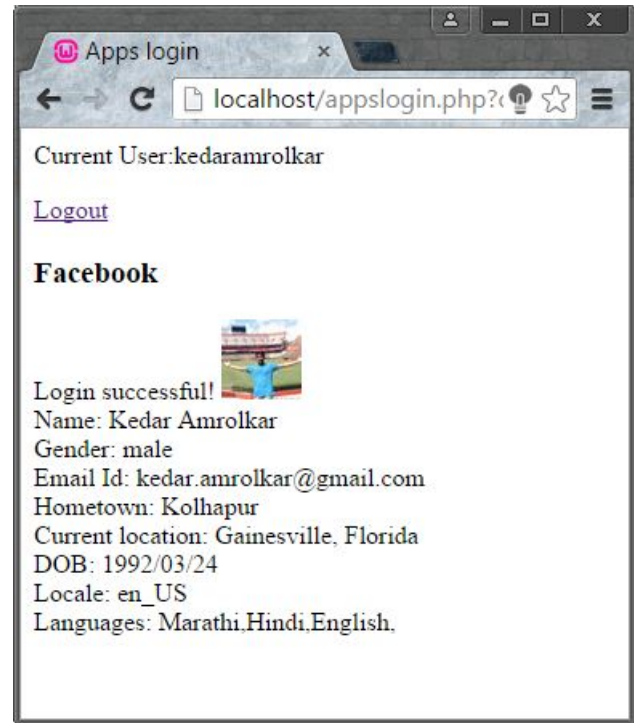 Apps login
localhost/appslogin.php?
Current User:kedaramrolkar
Logout
Facebook
Login successful!
Name: Kedar Amrolkar
Gender: male
Email Id: kedar.amrolkar@gmail.com
Hometown: Kolhapur
Current location: Gainesville, Florida
DOB: 1992/03/24
Locale: en_US
Languages: Marathi,Hindi,English,